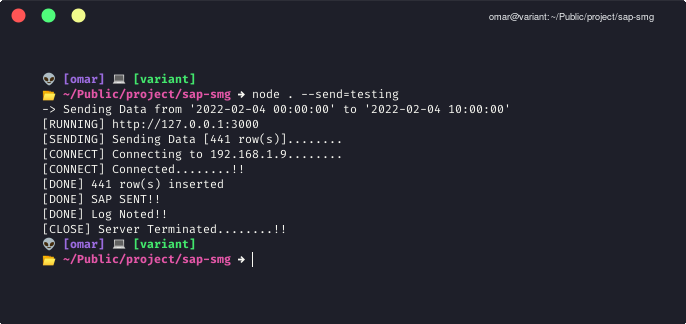 omar@variant:~/Public/project/sap-smg
👽 [omar] 💻 [variant]
📂 ~/Public/project/sap-smg ➜ node . --send=testing
-> Sending Data from '2022-02-04 00:00:00' to '2022-02-04 10:00:00'
[RUNNING] http://127.0.0.1:3000
[SENDING] Sending Data [441 row(s)]........
[CONNECT] Connecting to 192.168.1.9........
[CONNECT] Connected........!!
[DONE] 441 row(s) inserted
[DONE] SAP SENT!!
[DONE] Log Noted!!
[CLOSE] Server Terminated........!!
👽 [omar] 💻 [variant]
📂 ~/Public/project/sap-smg ➜